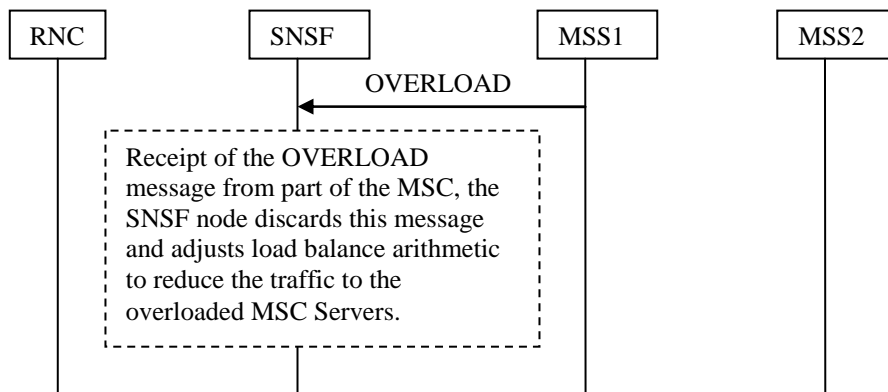 RNC SNSF MSS1 MSS2
OVERLOAD
Receipt of the OVERLOAD
message from part of the MSC, the
SNSF node discards this message
and adjusts load balance arithmetic
to reduce the traffic to the
overloaded MSC Servers.